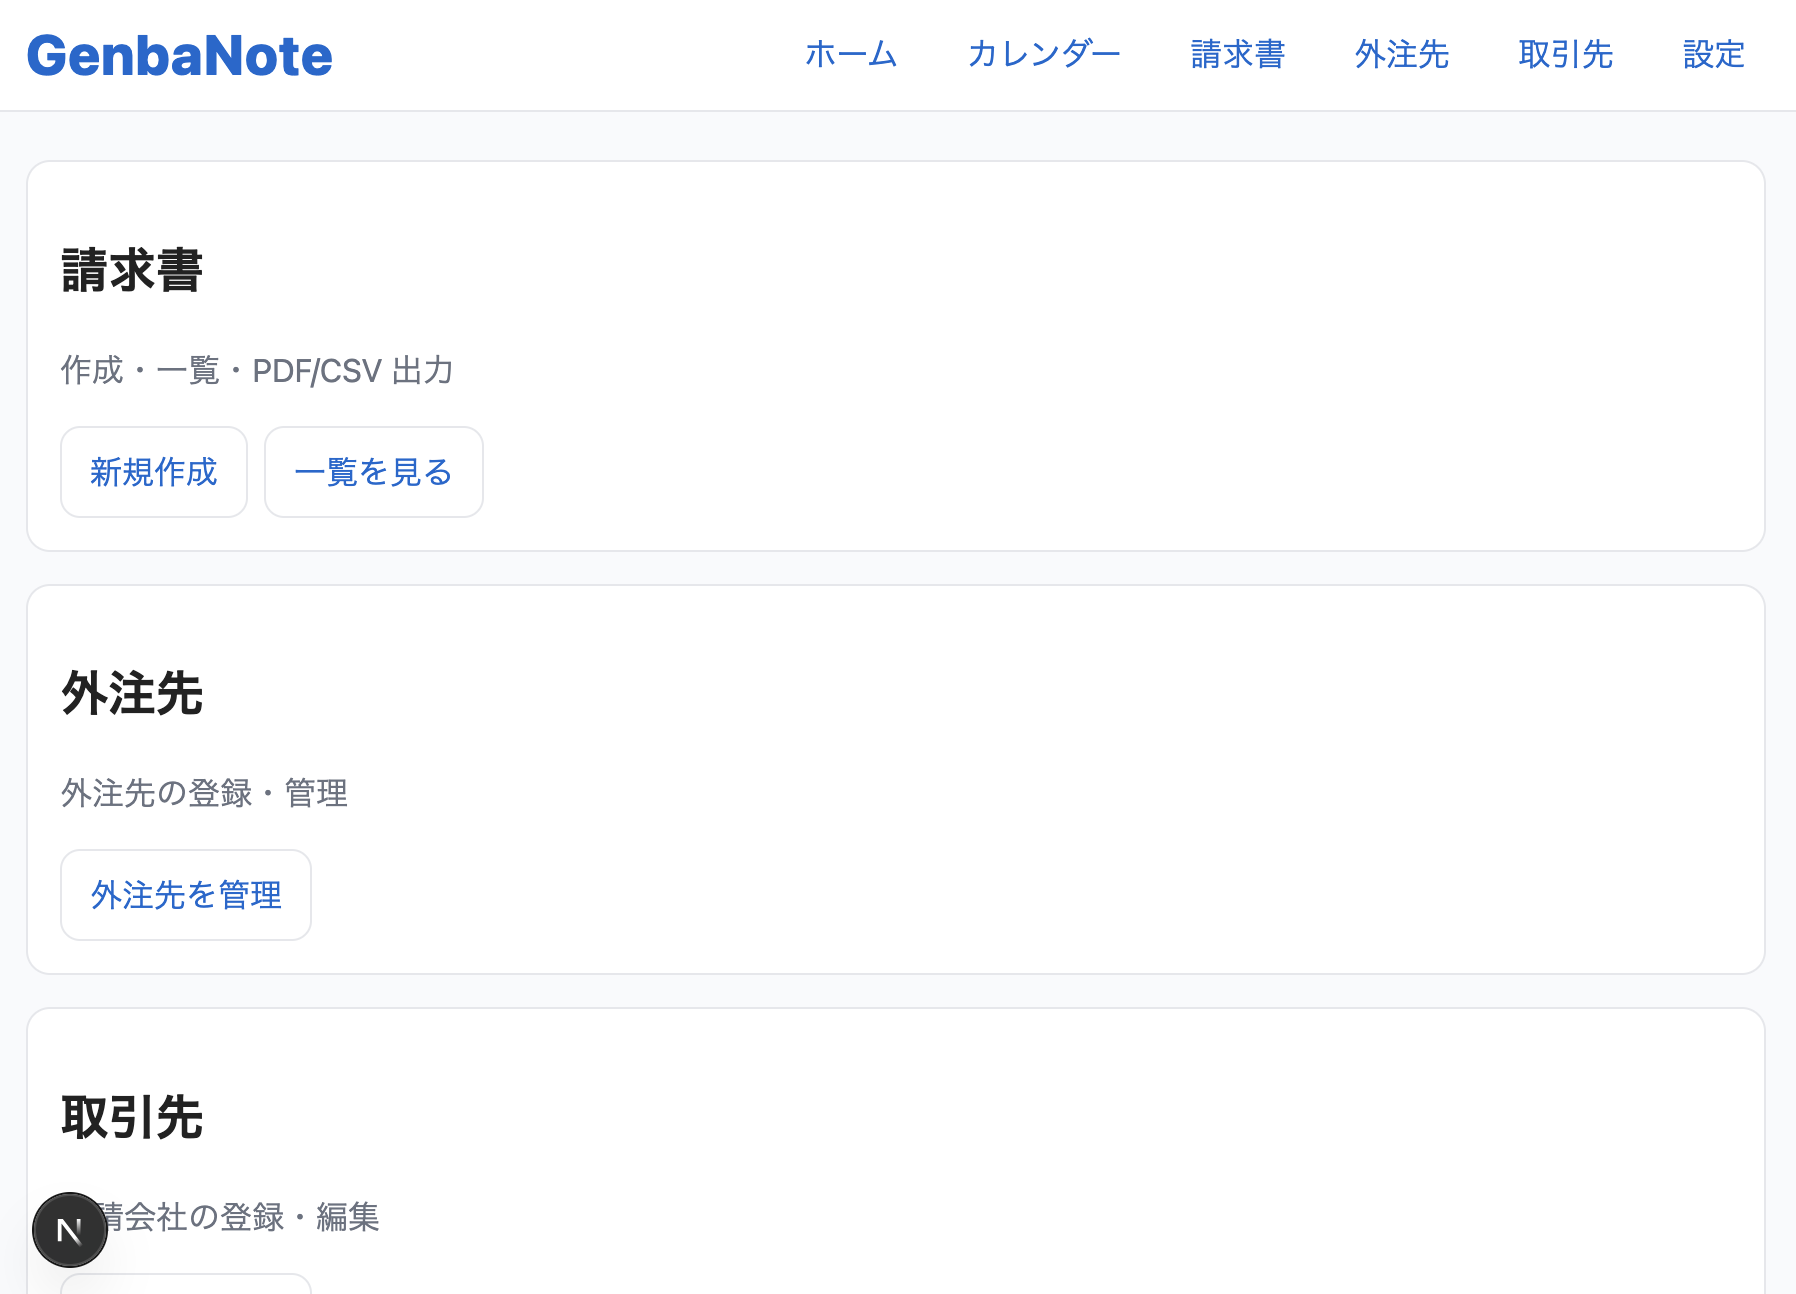 GenbaNote
ホーム カレンダー 請求書 外注先 取引先 設定
請求書
作成・一覧・PDF/CSV 出力
新規作成 一覧を見る
外注先
外注先の登録・管理
外注先を管理
取引先
請会社の登録・編集
N